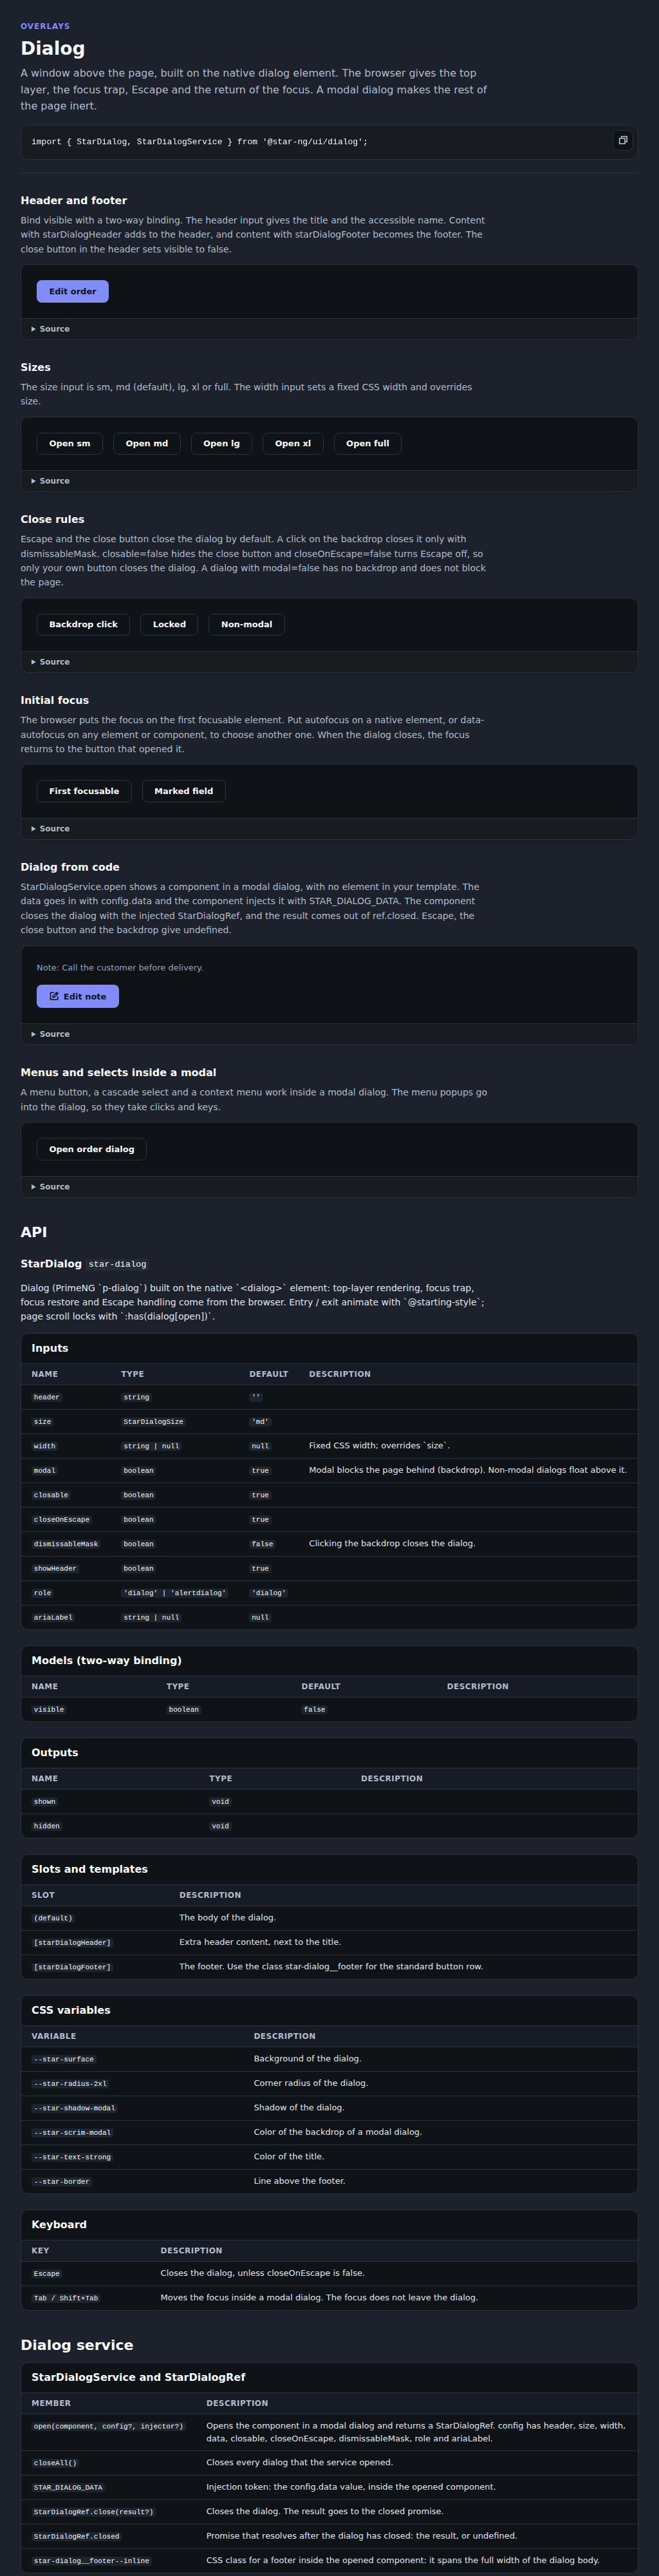 OVERLAYS
Dialog
A window above the page, built on the native dialog element. The browser gives the top
layer, the focus trap, Escape and the return of the focus. A modal dialog makes the rest of
the page inert.
import { StarDialog, StarDialogService } from '@star-ng/ui/dialog';
Header and footer
Bind visible with a two-way binding. The header input gives the title and the accessible name. Content
with starDialogHeader adds to the header, and content with starDialogFooter becomes the footer. The
close button in the header sets visible to false.
Edit order
▶ Source
Sizes
The size input is sm, md (default), lg, xl or full. The width input sets a fixed CSS width and overrides
size.
Open sm Open md Open lg Open xl Open full
▶ Source
Close rules
Escape and the close button close the dialog by default. A click on the backdrop closes it only with
dismissableMask. closable=false hides the close button and closeOnEscape=false turns Escape off, so
only your own button closes the dialog. A dialog with modal=false has no backdrop and does not block
the page.
Backdrop click Locked Non-modal
▶ Source
Initial focus
The browser puts the focus on the first focusable element. Put autofocus on a native element, or data-
autofocus on any element or component, to choose another one. When the dialog closes, the focus
returns to the button that opened it.
First focusable Marked field
▶ Source
Dialog from code
StarDialogService.open shows a component in a modal dialog, with no element in your template. The
data goes in with config.data and the component injects it with STAR_DIALOG_DATA. The component
closes the dialog with the injected StarDialogRef, and the result comes out of ref.closed. Escape, the
close button and the backdrop give undefined.
Note: Call the customer before delivery.
Edit note
▶ Source
Menus and selects inside a modal
A menu button, a cascade select and a context menu work inside a modal dialog. The menu popups go
into the dialog, so they take clicks and keys.
Open order dialog
▶ Source
API
StarDialog star-dialog
Dialog (PrimeNG `p-dialog`) built on the native `<dialog>` element: top-layer rendering, focus trap,
focus restore and Escape handling come from the browser. Entry / exit animate with `@starting-style`;
page scroll locks with `:has(dialog[open])`.
Inputs
NAME TYPE DEFAULT DESCRIPTION
header string ''
size StarDialogSize 'md'
width string | null null Fixed CSS width; overrides `size`.
modal boolean true Modal blocks the page behind (backdrop). Non-modal dialogs float above it.
closable boolean true
closeOnEscape boolean true
dismissableMask boolean false Clicking the backdrop closes the dialog.
showHeader boolean true
role 'dialog' | 'alertdialog' 'dialog'
ariaLabel string | null null
Models (two-way binding)
NAME TYPE DEFAULT DESCRIPTION
visible boolean false
Outputs
NAME TYPE DESCRIPTION
shown void
hidden void
Slots and templates
SLOT DESCRIPTION
(default) The body of the dialog.
[starDialogHeader] Extra header content, next to the title.
[starDialogFooter] The footer. Use the class star-dialog__footer for the standard button row.
CSS variables
VARIABLE DESCRIPTION
--star-surface Background of the dialog.
--star-radius-2xl Corner radius of the dialog.
--star-shadow-modal Shadow of the dialog.
--star-scrim-modal Color of the backdrop of a modal dialog.
--star-text-strong Color of the title.
--star-border Line above the footer.
Keyboard
KEY DESCRIPTION
Escape Closes the dialog, unless closeOnEscape is false.
Tab / Shift+Tab Moves the focus inside a modal dialog. The focus does not leave the dialog.
Dialog service
StarDialogService and StarDialogRef
MEMBER DESCRIPTION
open(component, config?, injector?) Opens the component in a modal dialog and returns a StarDialogRef. config has header, size, width,
data, closable, closeOnEscape, dismissableMask, role and ariaLabel.
closeAll() Closes every dialog that the service opened.
STAR_DIALOG_DATA Injection token: the config.data value, inside the opened component.
StarDialogRef.close(result?) Closes the dialog. The result goes to the closed promise.
StarDialogRef.closed Promise that resolves after the dialog has closed: the result, or undefined.
star-dialog__footer--inline CSS class for a footer inside the opened component: it spans the full width of the dialog body.